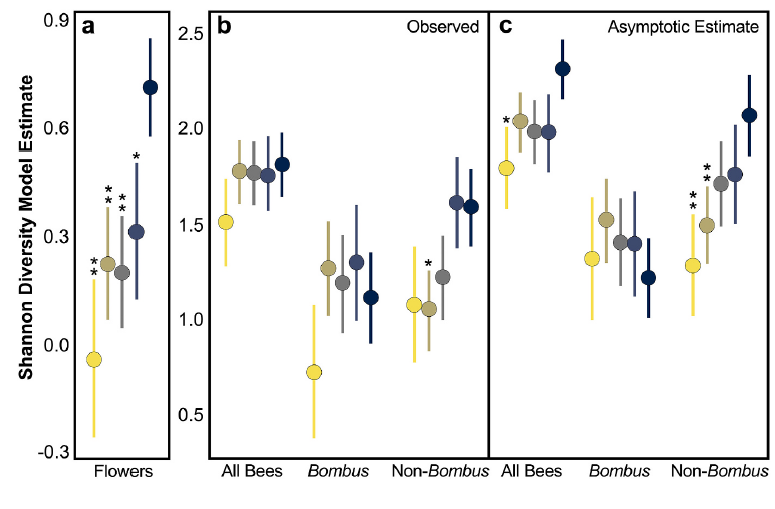 Shannon Diversity Model Estimate
0.9
0.6
0.3
0.0
-0.3
a
* *
* *
* *
*
Flowers
2.5
2.0
1.5
1.0
0.5
b
Observed
*
All Bees
Bombus
Non-Bombus
c
Asymptotic Estimate
*
* *
* *
All Bees
Bombus
Non-Bombus